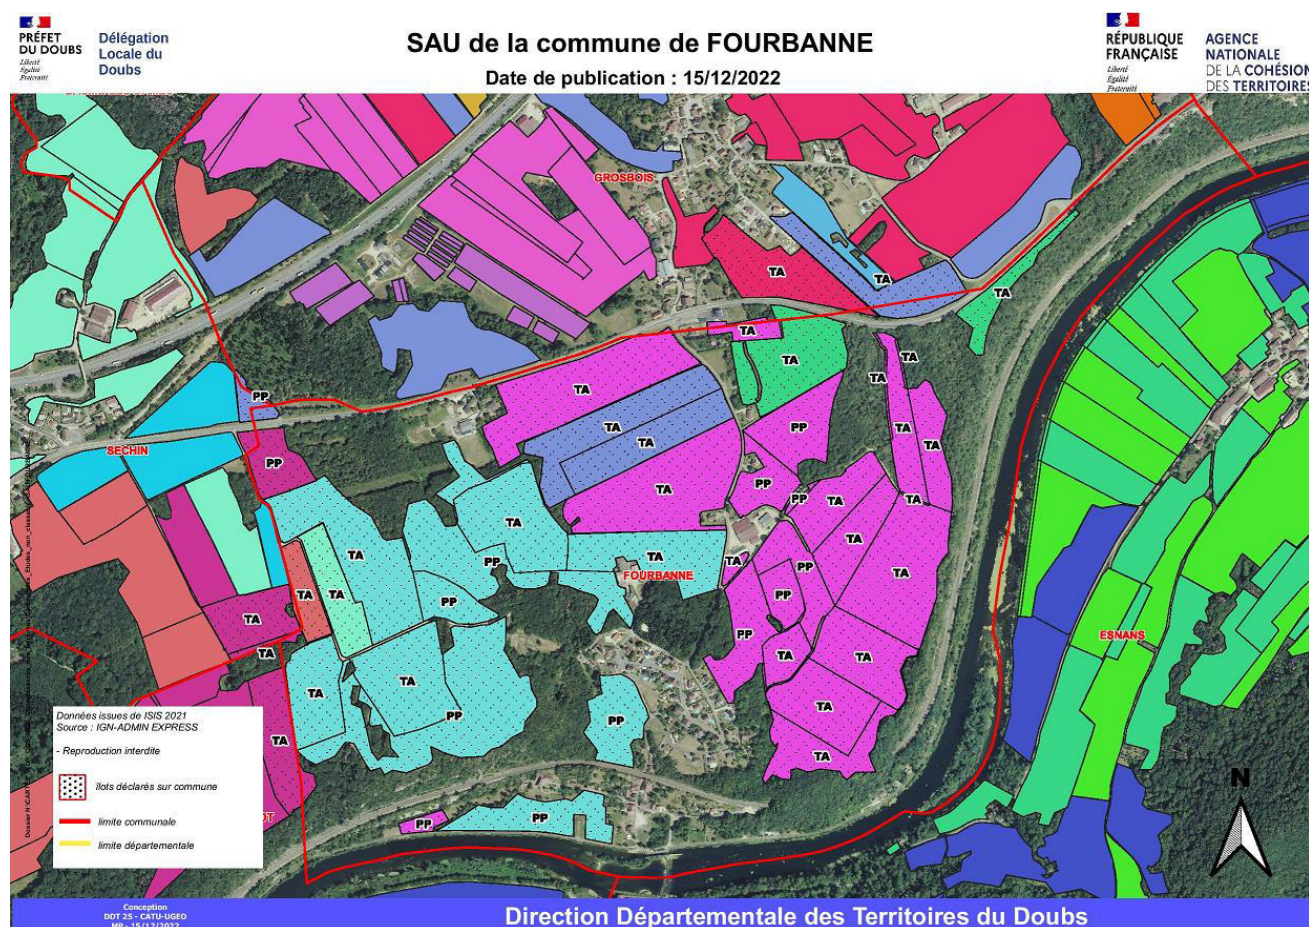 PRÉFET
DU DOUBS
Liberté
Égalité
Fraternité
Délégation
Locale du
Doubs
SAU de la commune de FOURBANNE
Date de publication : 15/12/2022
RÉPUBLIQUE
FRANÇAISE
Liberté
Égalité
Fraternité
AGENCE
NATIONALE
DE LA COHÉSION
DES TERRITOIRES
GROSBOIS
TA
TA
TA
TA
TA
TA
TA
TA
PP
TA
TA
TA
PP
TA
SECHIN
PP
TA
PP
PP
TA
TA
TA
TA
TA
TA
PP
TA
PP
TA
FOURBANNE
TA
TA
TA
PP
PP
TA
PP
ESNANS
TA
TA
TA
TA
TA
TA
PP
PP
TA
TA
TA
PP
PP
Données issues de ISIS 2021
Source : IGN-ADMIN EXPRESS
- Reproduction interdite
îlots déclarés sur commune
limite communale
limite départementale
N
Conception
DDT 25 - CATU-UGEO
MP - 15/12/2022
Direction Départementale des Territoires du Doubs